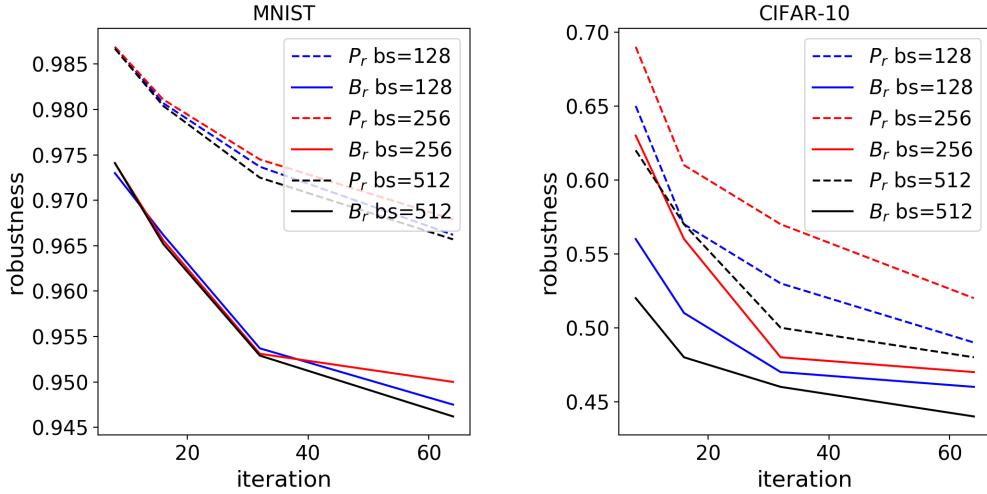 MNIST
0.985
0.980
0.975
0.970
0.965
0.960
0.955
0.950
0.945
robustness
20
40
60
iteration
P_r bs=128
B_r bs=128
P_r bs=256
B_r bs=256
P_r bs=512
B_r bs=512
CIFAR-10
0.70
0.65
0.60
0.55
0.50
0.45
robustness
20
40
60
iteration
P_r bs=128
B_r bs=128
P_r bs=256
B_r bs=256
P_r bs=512
B_r bs=512